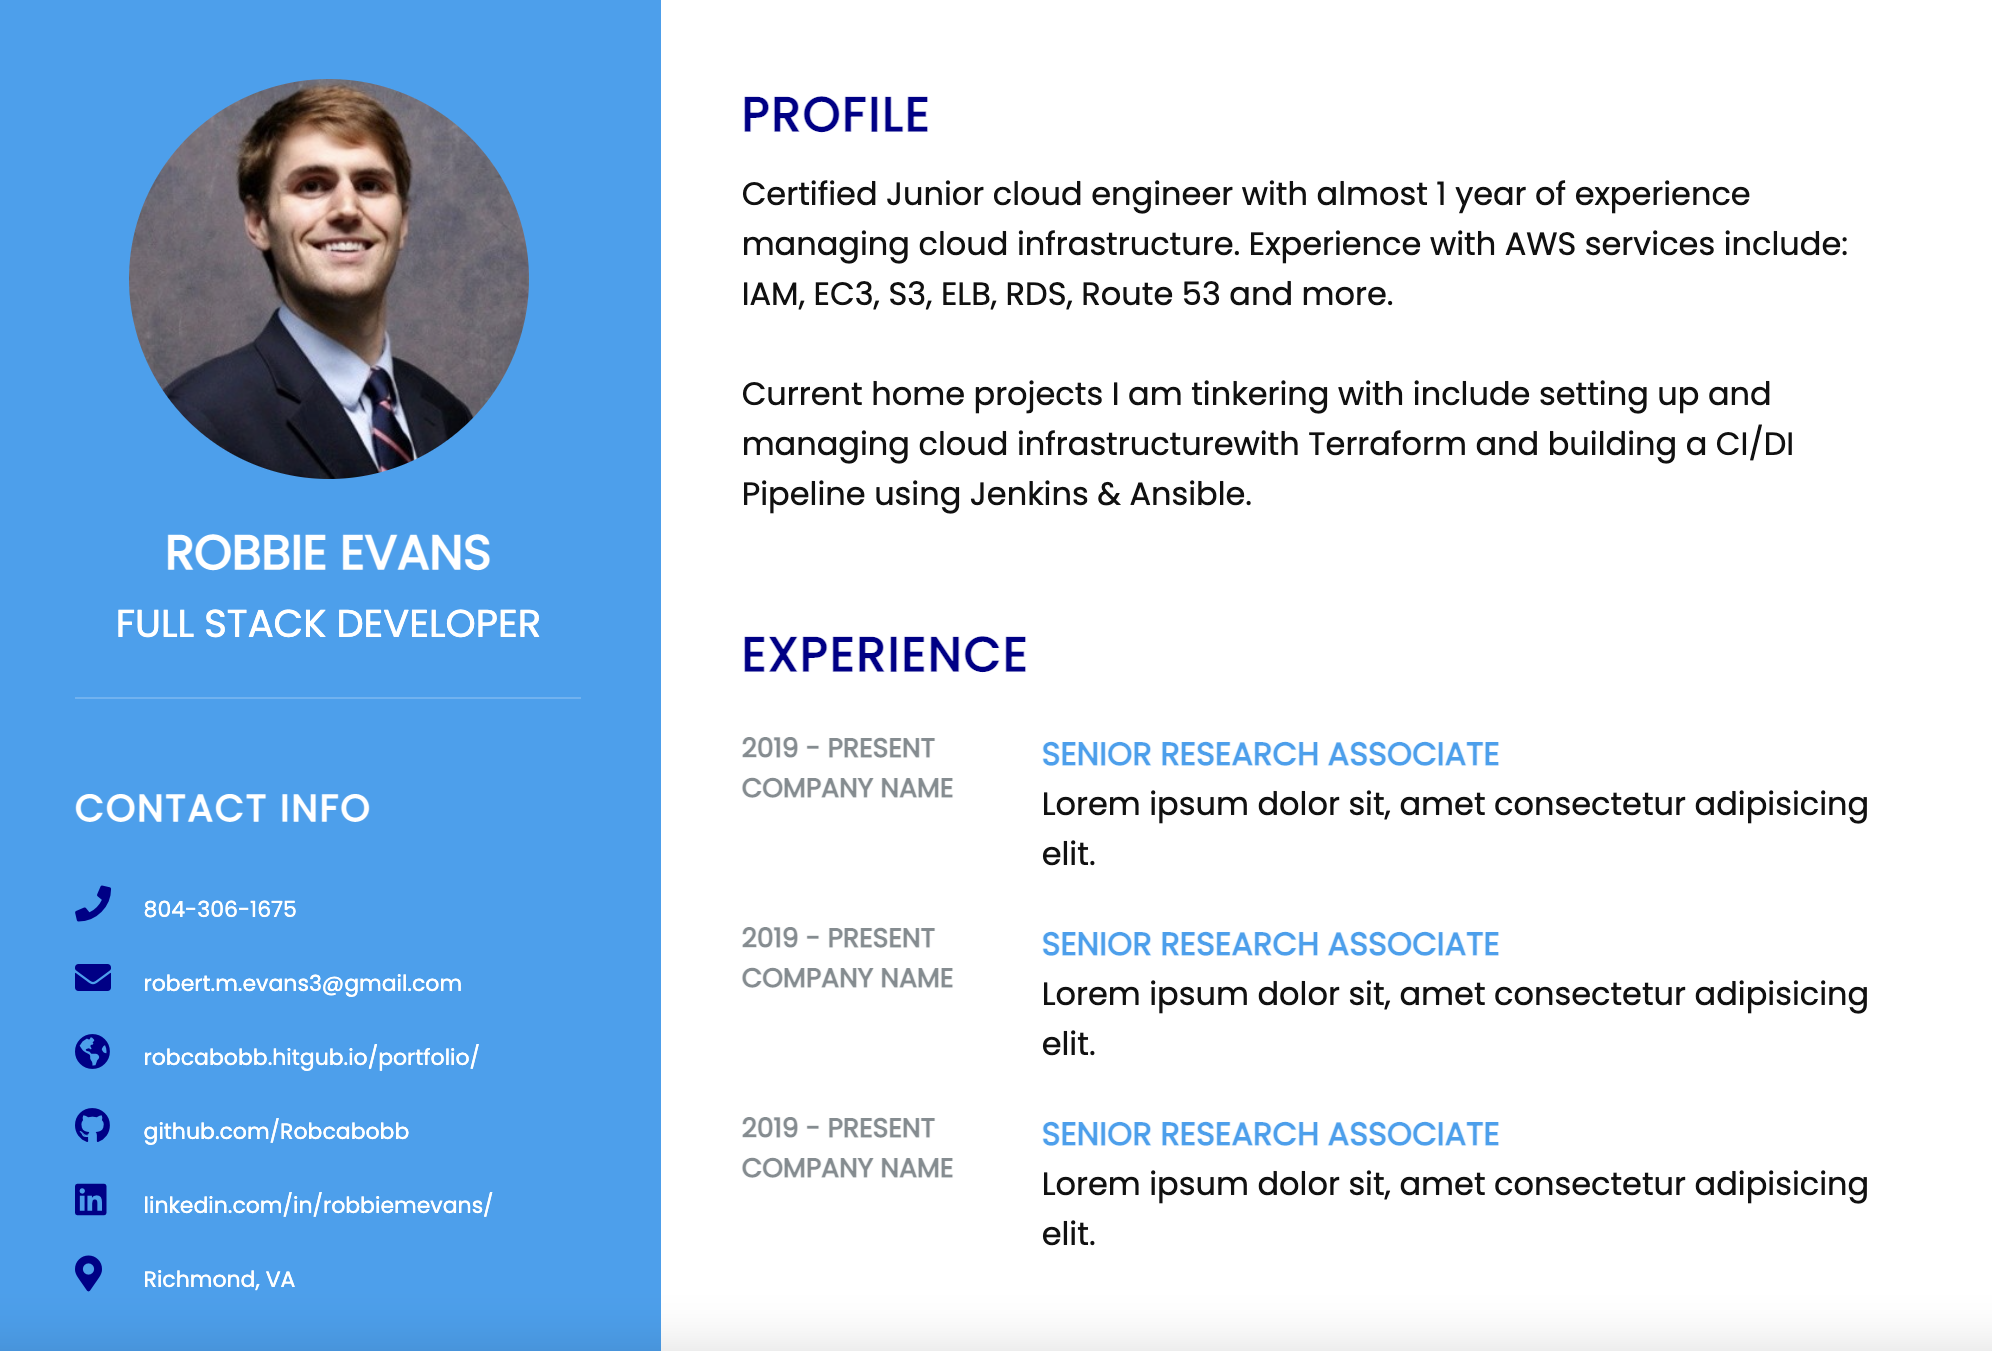 ROBBIE EVANS
FULL STACK DEVELOPER
CONTACT INFO
804-306-1675
robert.m.evans3@gmail.com
robcabobb.hitgub.io/portfolio/
github.com/Robcabobb
linkedin.com/in/robbiemevans/
Richmond, VA
PROFILE
Certified Junior cloud engineer with almost 1 year of experience
managing cloud infrastructure. Experience with AWS services include:
IAM, EC3, S3, ELB, RDS, Route 53 and more.
Current home projects I am tinkering with include setting up and
managing cloud infrastructurewith Terraform and building a CI/DI
Pipeline using Jenkins & Ansible.
EXPERIENCE
2019 - PRESENT
COMPANY NAME
SENIOR RESEARCH ASSOCIATE
Lorem ipsum dolor sit, amet consectetur adipisicing
elit.
2019 - PRESENT
COMPANY NAME
SENIOR RESEARCH ASSOCIATE
Lorem ipsum dolor sit, amet consectetur adipisicing
elit.
2019 - PRESENT
COMPANY NAME
SENIOR RESEARCH ASSOCIATE
Lorem ipsum dolor sit, amet consectetur adipisicing
elit.